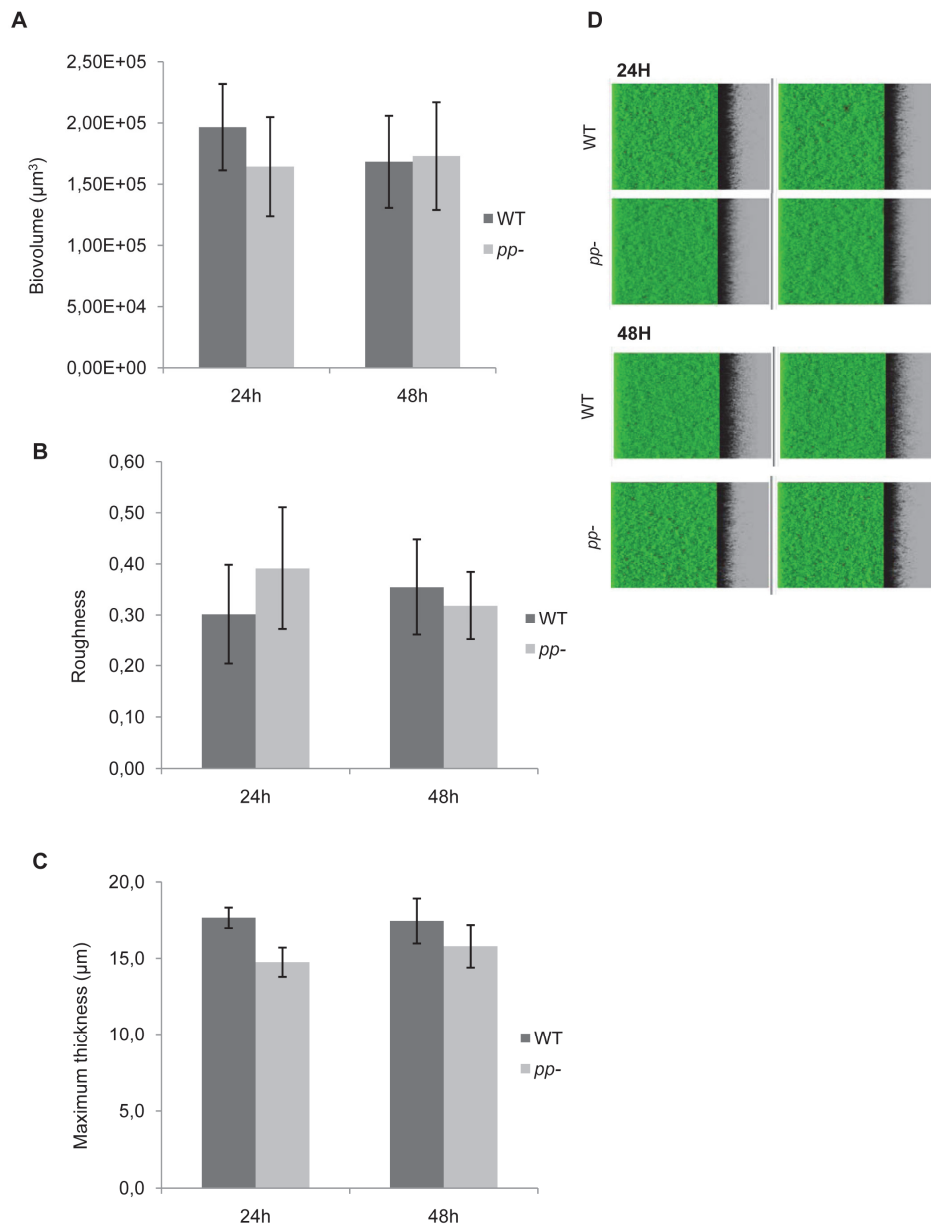 A
Biovolume (µm³)
2,50E+05
2,00E+05
1,50E+05
1,00E+05
5,00E+04
0,00E+00
24h
48h
WT
pp-
B
Roughness
0,60
0,50
0,40
0,30
0,20
0,10
0,00
24h
48h
WT
pp-
C
Maximum thickness (µm)
20,0
15,0
10,0
5,0
0,0
24h
48h
WT
pp-
D
24H
WT
pp-
48H
WT
pp-